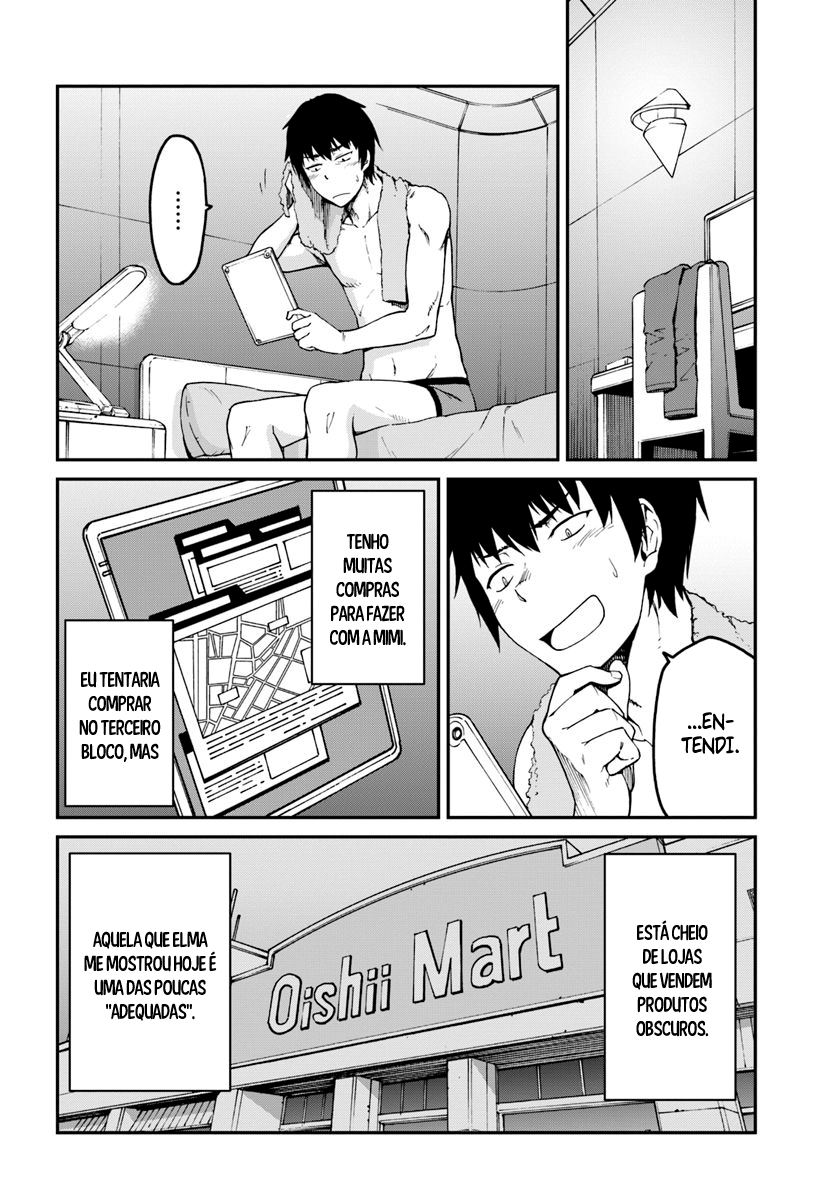 ......
...EN-
TENDI.
TENHO
MUITAS
COMPRAS
PARA FAZER
COM A MIMI.
EU TENTARIA
COMPRAR
NO TERCEIRO
BLOCO, MAS
ESTÁ CHEIO
DE LOJAS
QUE VENDEM
PRODUTOS
OBSCUROS.
Oishii Mart
AQUELA QUE ELMA
ME MOSTROU HOJE É
UMA DAS POUCAS
"ADEQUADAS".